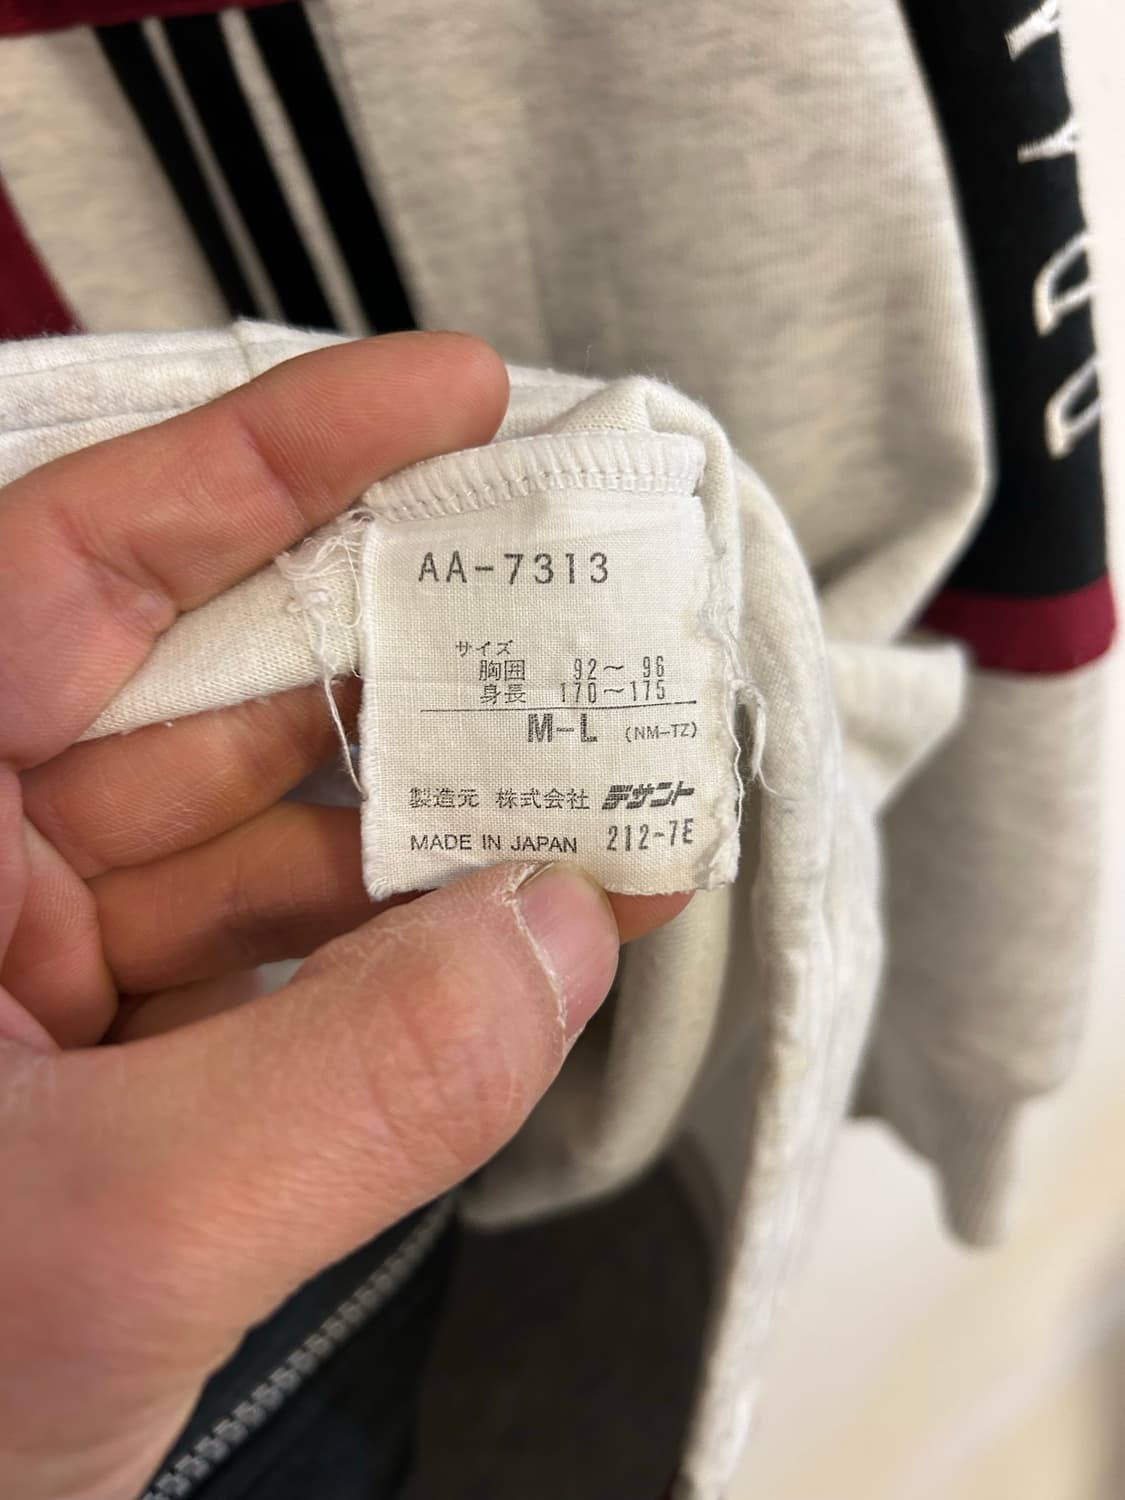 AA-7313
サイズ
胸囲 92～ 96
身長 170～175
M-L (NM-TZ)
製造元 株式会社 デサント
MADE IN JAPAN 212-7E